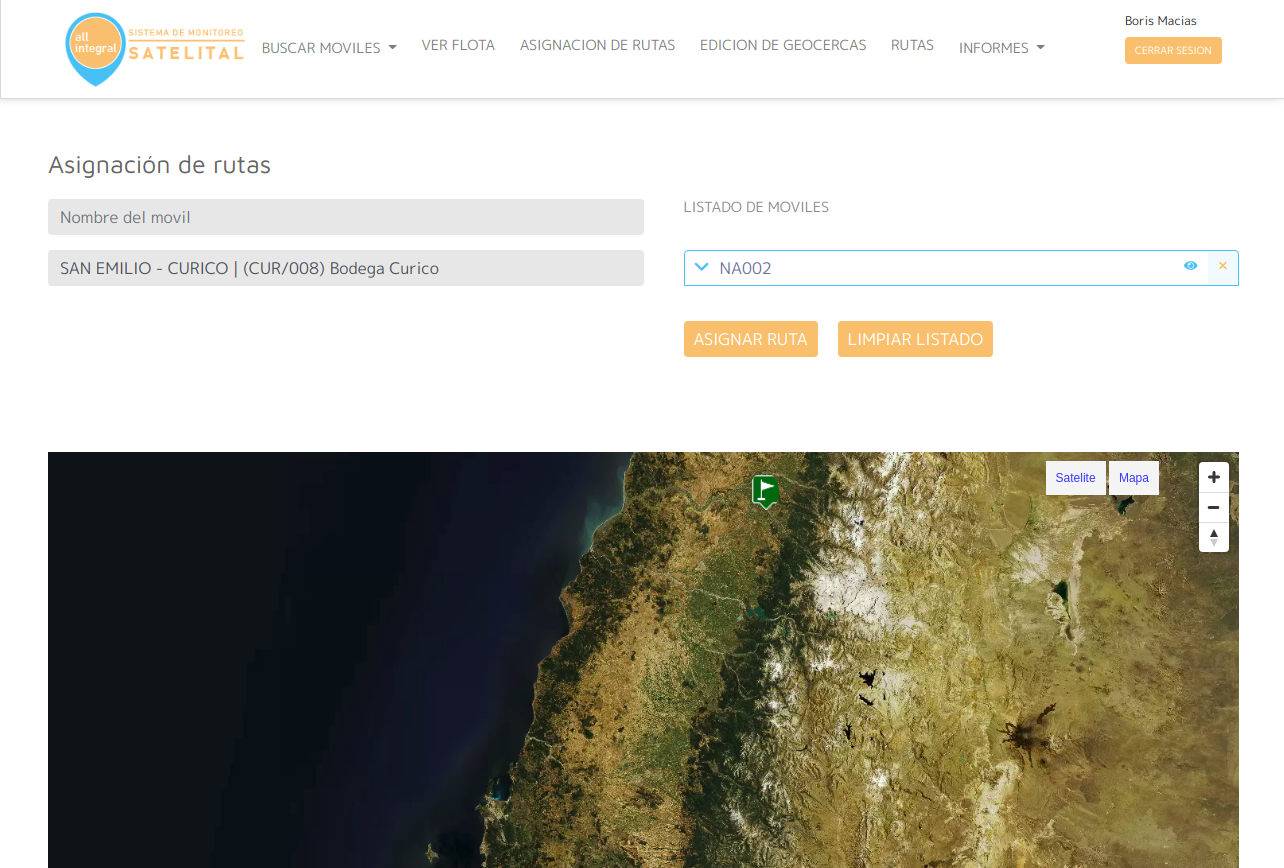 all
integral
SISTEMA DE MONITOREO
SATELITAL
BUSCAR MOVILES
VER FLOTA
ASIGNACION DE RUTAS
EDICION DE GEOCERCAS
RUTAS
INFORMES
Boris Macias
CERRAR SESION
Asignación de rutas
Nombre del movil
LISTADO DE MOVILES
SAN EMILIO - CURICO | (CUR/008) Bodega Curico
NA002
ASIGNAR RUTA
LIMPIAR LISTADO
Satelite
Mapa